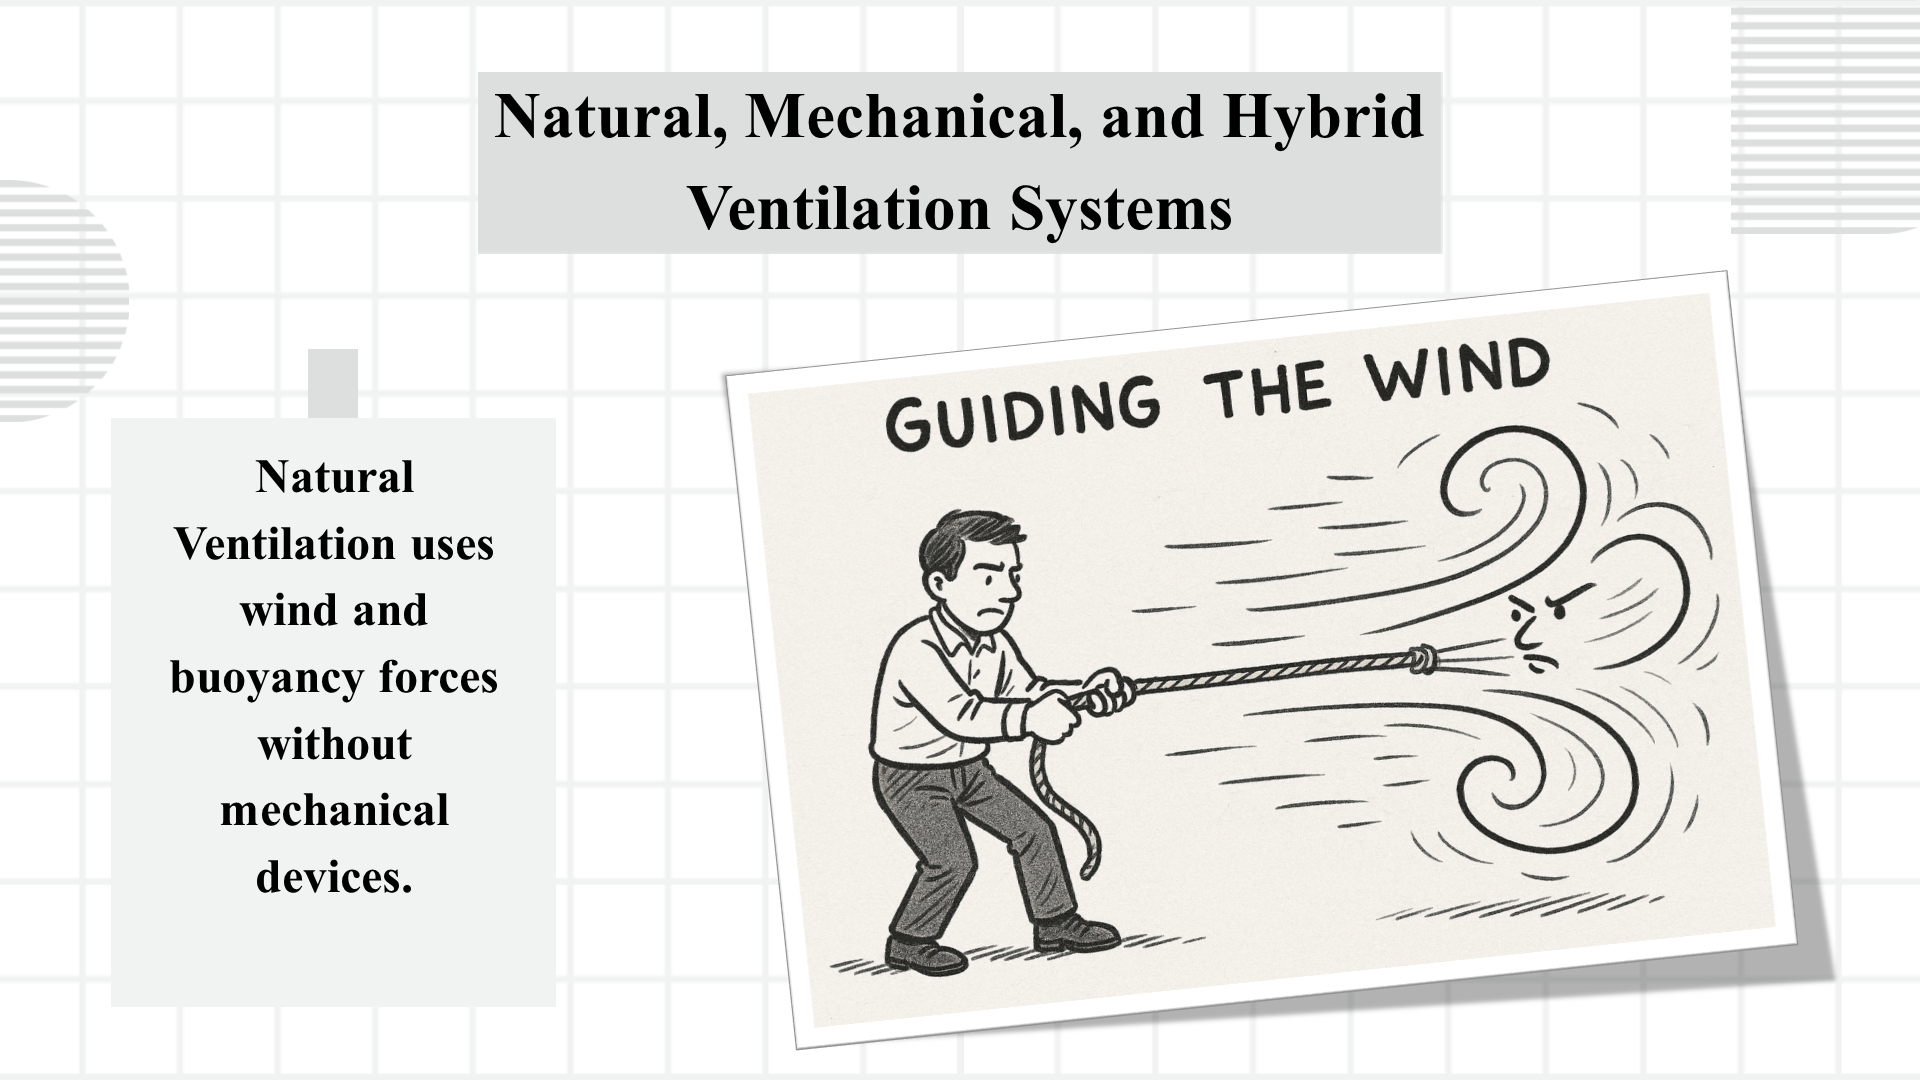 Natural, Mechanical, and Hybrid
Ventilation Systems
Natural
Ventilation uses
wind and
buoyancy forces
without
mechanical
devices.
GUIDING THE WIND